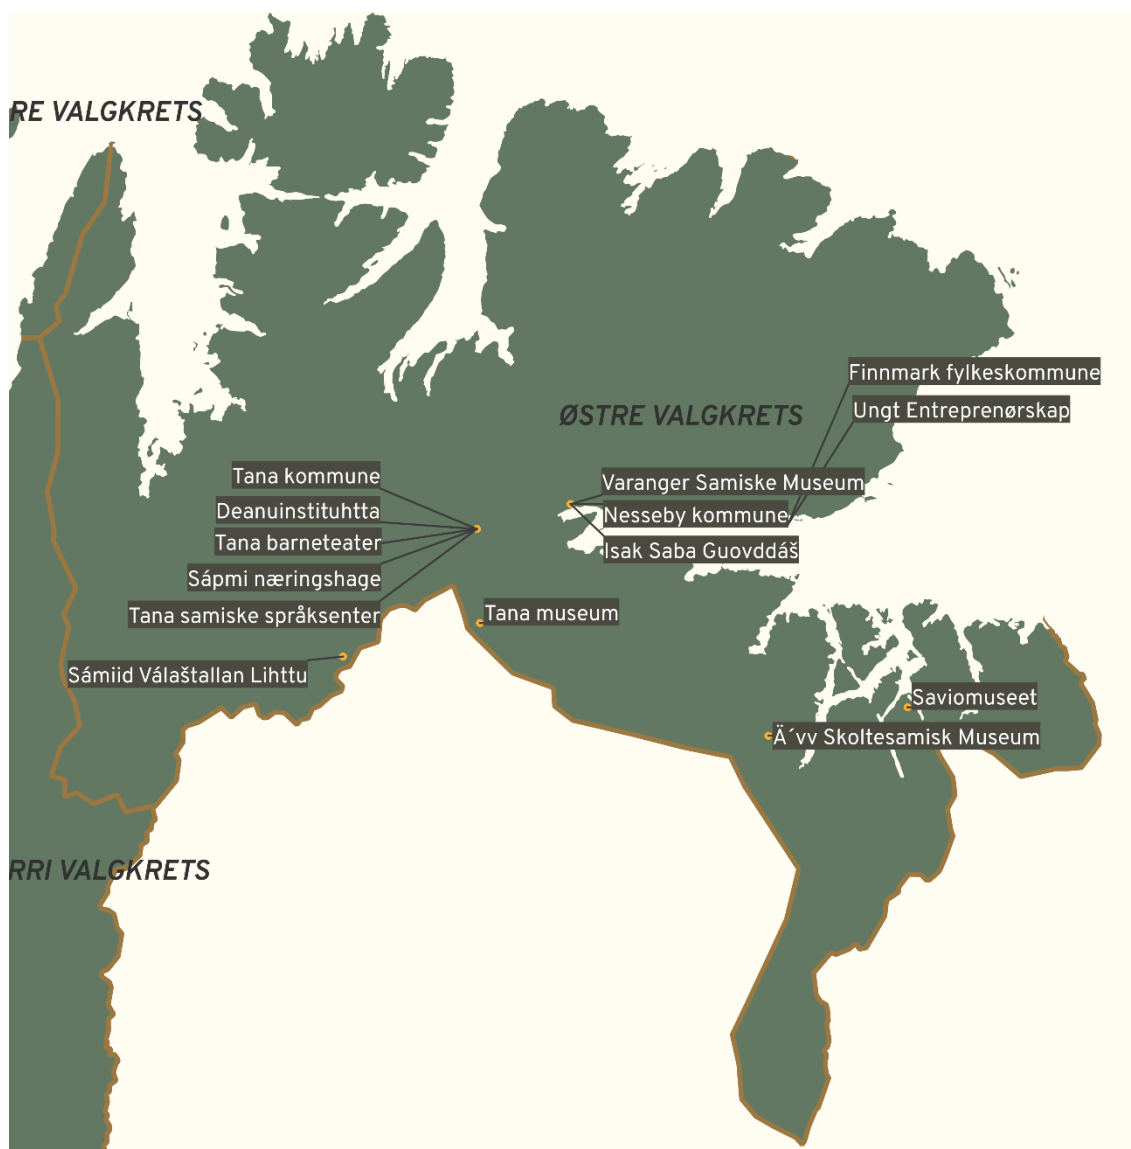 RE VALGKRETS
Finnmark fylkeskommune
Ungt Entreprenørskap
ØSTRE VALGKRETS
Tana kommune
Deanuinstituhtta
Tana barneteater
Sápmi næringshage
Tana samiske språksenter
Sámiid Válaštallan Lihttu
Varanger Samiske Museum
Nesseby kommune
Isak Saba Guovddáš
Tana museum
Saviomuseet
Ä´vv Skoltesamisk Museum
RRI VALGKRETS